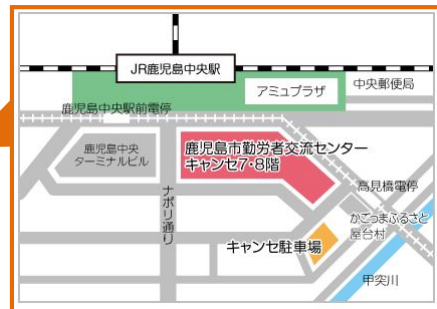 JR鹿児島中央駅
アミュプラザ
中央郵便局
鹿児島中央駅前電停
鹿児島中央
ターミナルビル
鹿児島市勤労者交流センター
キャンセ7・8階
ナポリ通り
高見橋電停
かごっまふるさと
屋台村
キャンセ駐車場
甲突川